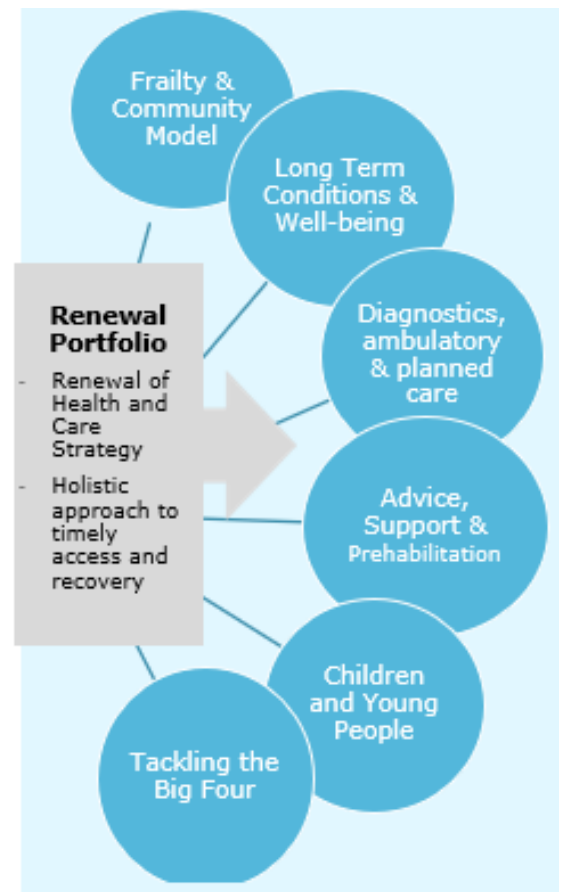 Frailty &
Community
Model
Long Term
Conditions &
Well-being
Diagnostics,
ambulatory
& planned
care
Renewal
Portfolio
- Renewal of
Health and
Care
Strategy
- Holistic
approach to
timely
access and
recovery
Advice,
Support &
Prehabilitation
Children
and Young
People
Tackling the
Big Four